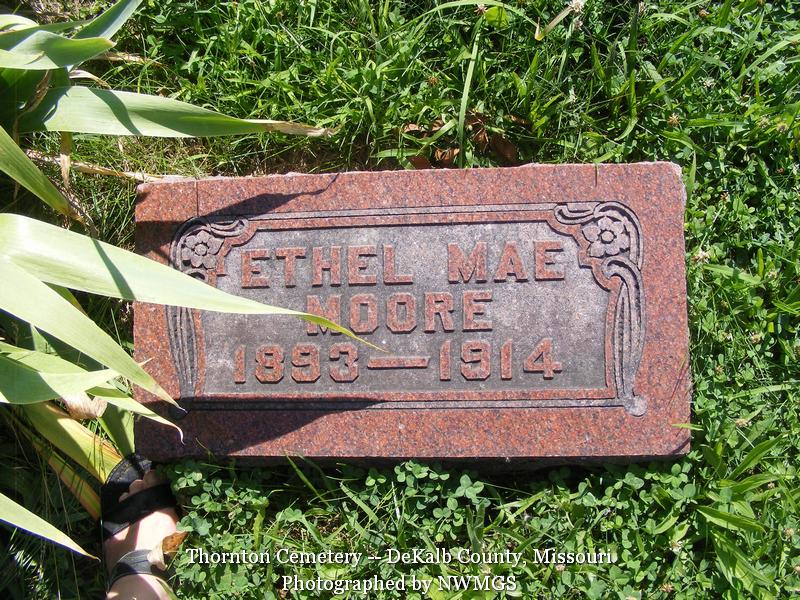 ETHEL MAE
MOORE
1893—1914
Thornton Cemetery -- DeKalb County, Missouri
Photographed by NWMGS